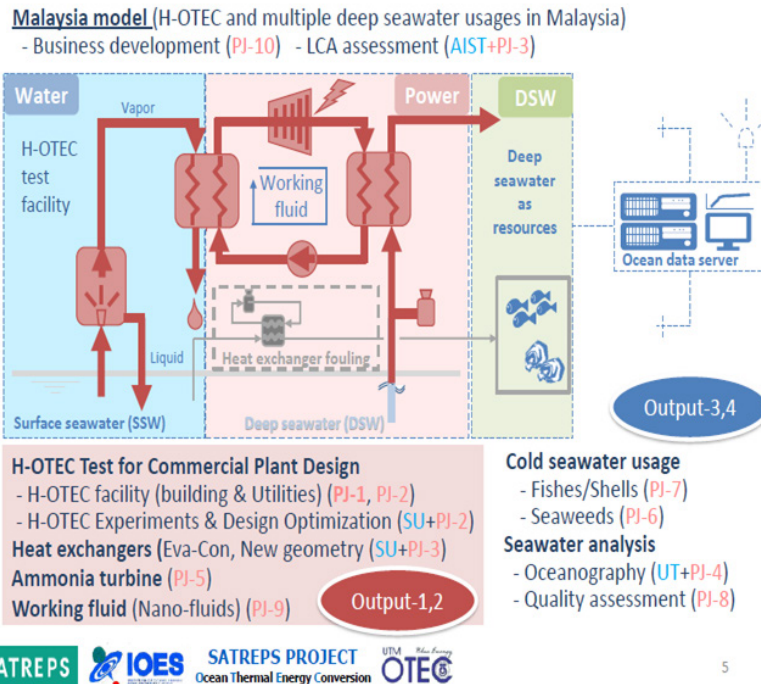 Malaysia model (H-OTEC and multiple deep seawater usages in Malaysia)
- Business development (PJ-10) - LCA assessment (AIST+PJ-3)
Water
Power
DSW
Vapor
H-OTEC
test
facility
Working
fluid
Deep
seawater
as
resources
Ocean data server
Heat exchanger fouling
Liquid
Surface seawater (SSW)
Deep seawater (DSW)
Output-3,4
H-OTEC Test for Commercial Plant Design
- H-OTEC facility (building & Utilities) (PJ-1, PJ-2)
- H-OTEC Experiments & Design Optimization (SU+PJ-2)
Heat exchangers (Eva-Con, New geometry (SU+PJ-3)
Ammonia turbine (PJ-5)
Working fluid (Nano-fluids) (PJ-9)
Output-1,2
Cold seawater usage
- Fishes/Shells (PJ-7)
- Seaweeds (PJ-6)
Seawater analysis
- Oceanography (UT+PJ-4)
- Quality assessment (PJ-8)
ATREPS
IOES
SATREPS PROJECT
Ocean Thermal Energy Conversion
UTM
Blue Energy
OTEC
5